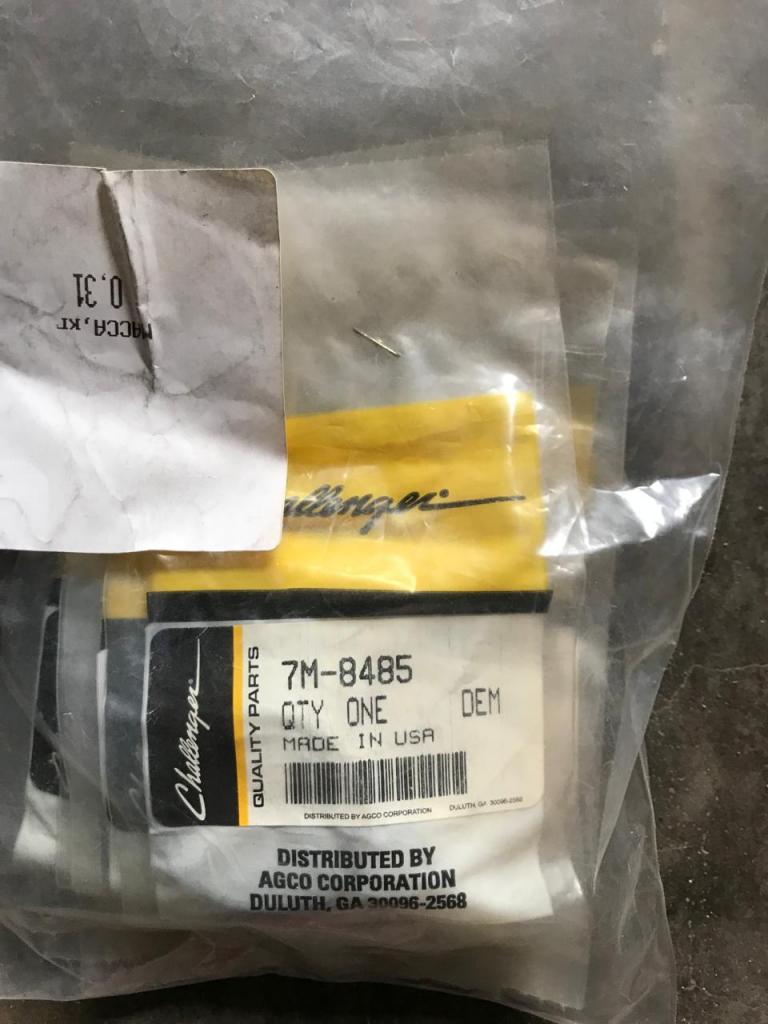 МАССА, кг
0,31
Challenger
Challenger
QUALITY PARTS
7M-8485
QTY ONE DEM
MADE IN USA
DISTRIBUTED BY AGCO CORPORATION DULUTH, GA 30096-2568
DISTRIBUTED BY
AGCO CORPORATION
DULUTH, GA 30096-2568